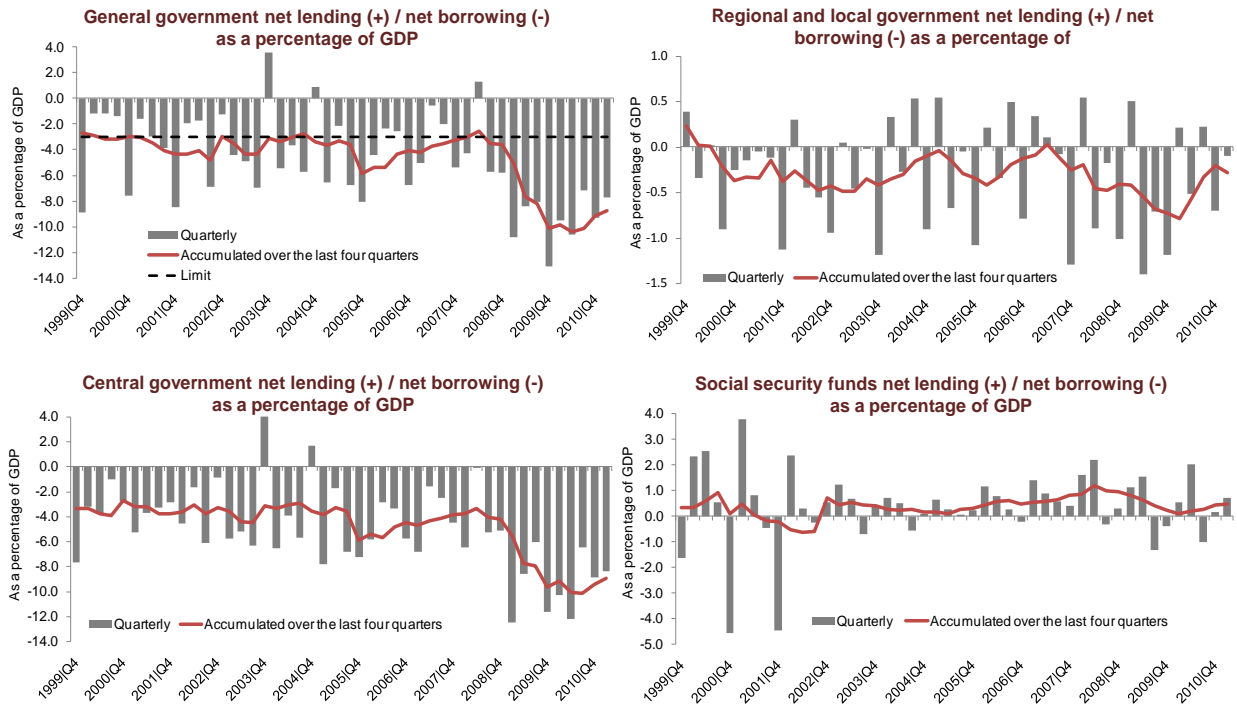 General government net lending (+) / net borrowing (-)
as a percentage of GDP
As a percentage of GDP
4.0
2.0
0.0
-2.0
-4.0
-6.0
-8.0
-10.0
-12.0
-14.0
Quarterly
Accumulated over the last four quarters
Limit
1999|Q4
2000|Q4
2001|Q4
2002|Q4
2003|Q4
2004|Q4
2005|Q4
2006|Q4
2007|Q4
2008|Q4
2009|Q4
2010|Q4
Regional and local government net lending (+) / net
borrowing (-) as a percentage of
As a percentage of GDP
1.0
0.5
0.0
-0.5
-1.0
-1.5
Quarterly
Accumulated over the last four quarters
1999|Q4
2000|Q4
2001|Q4
2002|Q4
2003|Q4
2004|Q4
2005|Q4
2006|Q4
2007|Q4
2008|Q4
2009|Q4
2010|Q4
Central government net lending (+) / net borrowing (-)
as a percentage of GDP
As a percentage of GDP
4.0
2.0
0.0
-2.0
-4.0
-6.0
-8.0
-10.0
-12.0
-14.0
Quarterly
Accumulated over the last four quarters
1999|Q4
2000|Q4
2001|Q4
2002|Q4
2003|Q4
2004|Q4
2005|Q4
2006|Q4
2007|Q4
2008|Q4
2009|Q4
2010|Q4
Social security funds net lending (+) / net borrowing (-)
as a percentage of GDP
As a percentage of GDP
4.0
3.0
2.0
1.0
0.0
-1.0
-2.0
-3.0
-4.0
-5.0
Quarterly
Accumulated over the last four quarters
1999|Q4
2000|Q4
2001|Q4
2002|Q4
2003|Q4
2004|Q4
2005|Q4
2006|Q4
2007|Q4
2008|Q4
2009|Q4
2010|Q4